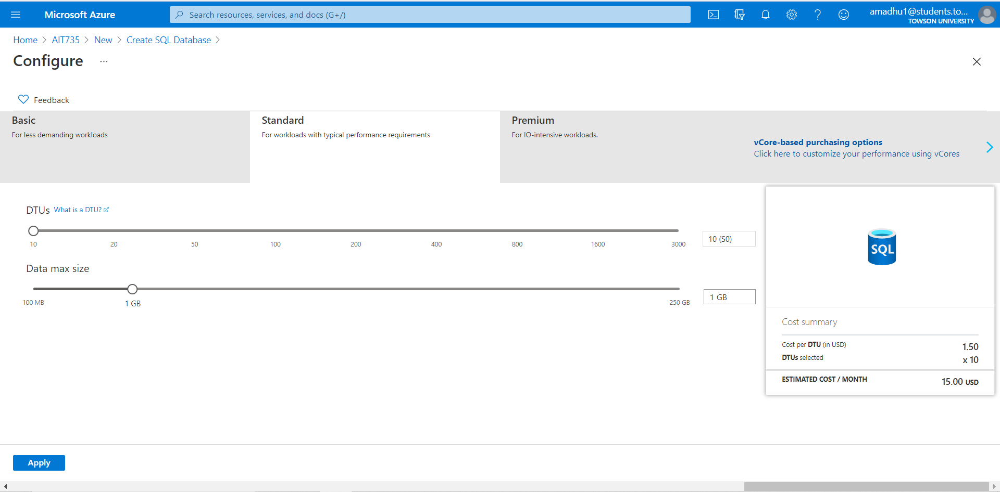 Microsoft Azure
Search resources, services, and docs (G+/)
amadhu1@students.to...
TOWSON UNIVERSITY
Home > AIT735 > New > Create SQL Database >
Configure ...
Feedback
Basic
For less demanding workloads
Standard
For workloads with typical performance requirements
Premium
For IO-intensive workloads.
vCore-based purchasing options
Click here to customize your performance using vCores
DTUs What is a DTU?
10 20 50 100 200 400 800 1600 3000
10 (S0)
Data max size
100 MB
1 GB
250 GB
1 GB
SQL
Cost summary
Cost per DTU (in USD) 1.50
DTUs selected x 10
ESTIMATED COST / MONTH 15.00 USD
Apply